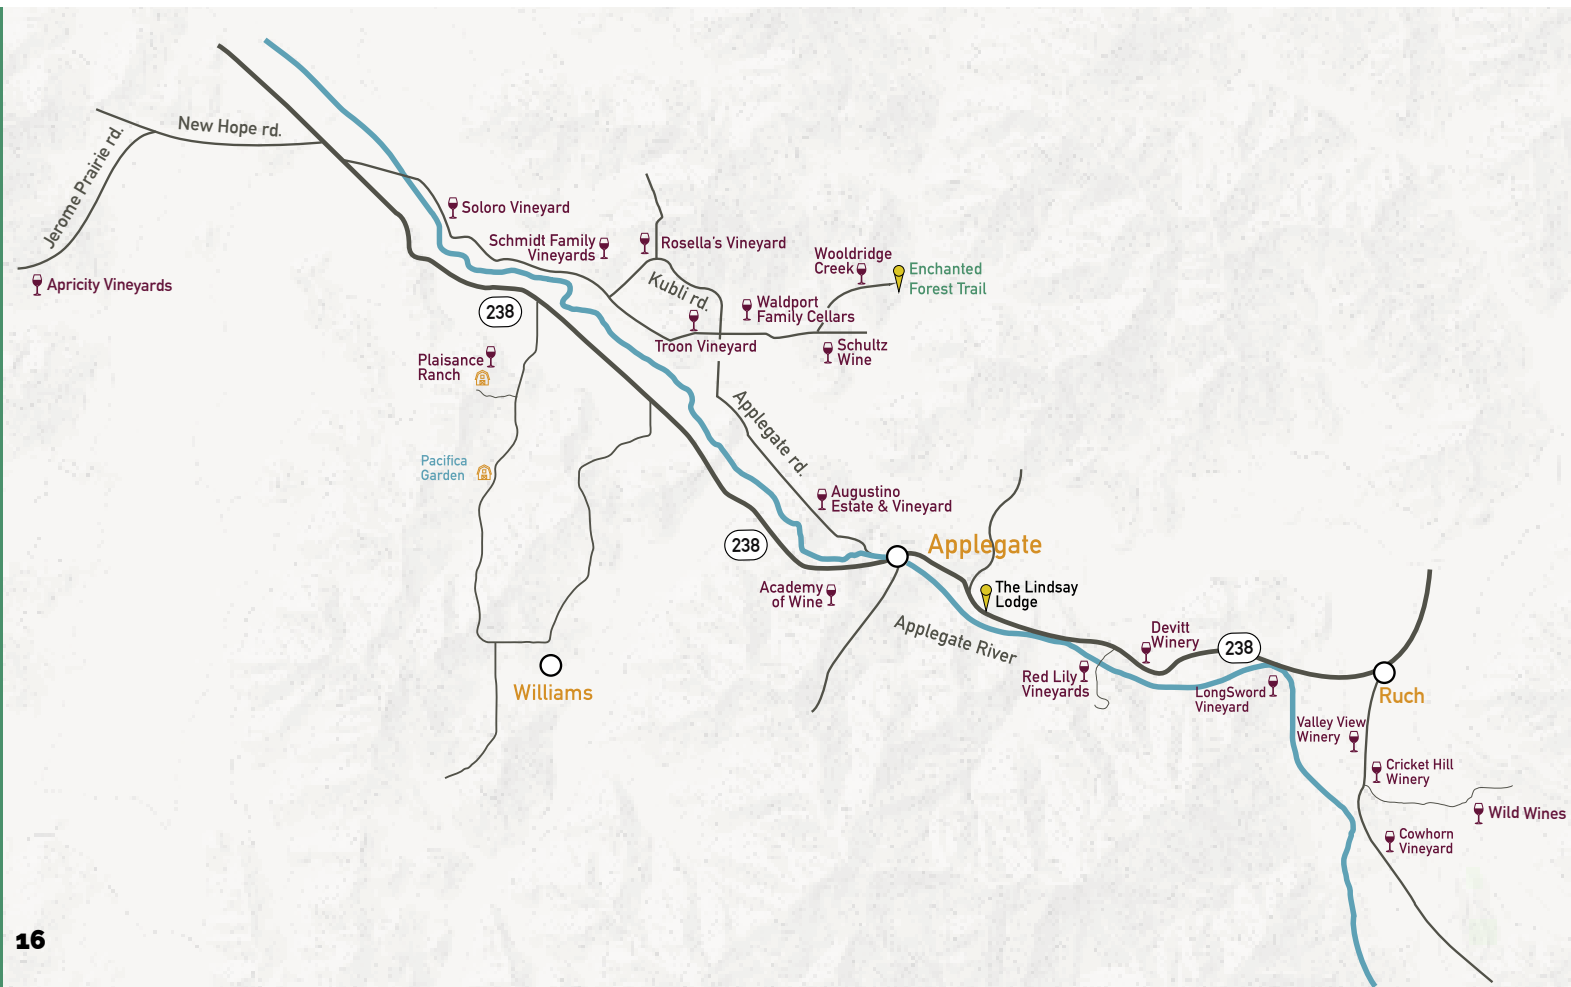 New Hope rd.
Jerome Prairie rd.
Apricity Vineyards
Soloro Vineyard
Schmidt Family
Vineyards
Rosella's Vineyard
Wooldridge
Creek
Enchanted
Forest Trail
Kubli rd.
Waldport
Family Cellars
238
Troon Vineyard
Schultz
Wine
Plaisance
Ranch
Applegate rd.
Pacifica
Garden
Augustino
Estate & Vineyard
238
Applegate
Academy
of Wine
The Lindsay
Lodge
Applegate River
Devitt
Winery
238
Red Lily
Vineyards
LongSword
Vineyard
Williams
Ruch
Valley View
Winery
Cricket Hill
Winery
Wild Wines
Cowhorn
Vineyard
16